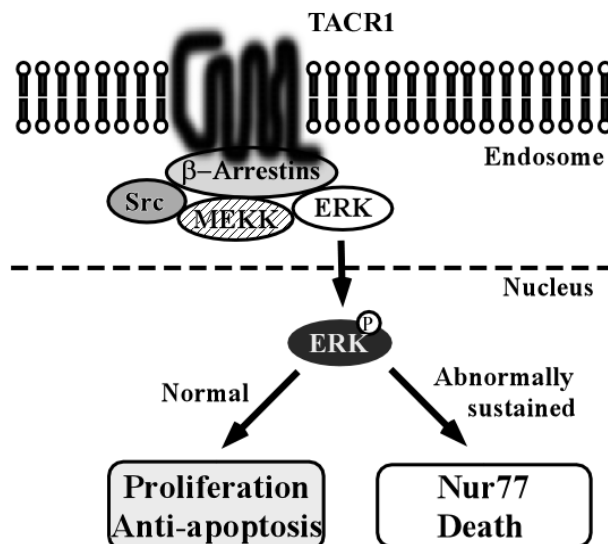 TACR1
Endosome
β-Arrestins
Src
MEKK
ERK
Nucleus
P
ERK
Normal
Abnormally
sustained
Proliferation
Anti-apoptosis
Nur77
Death